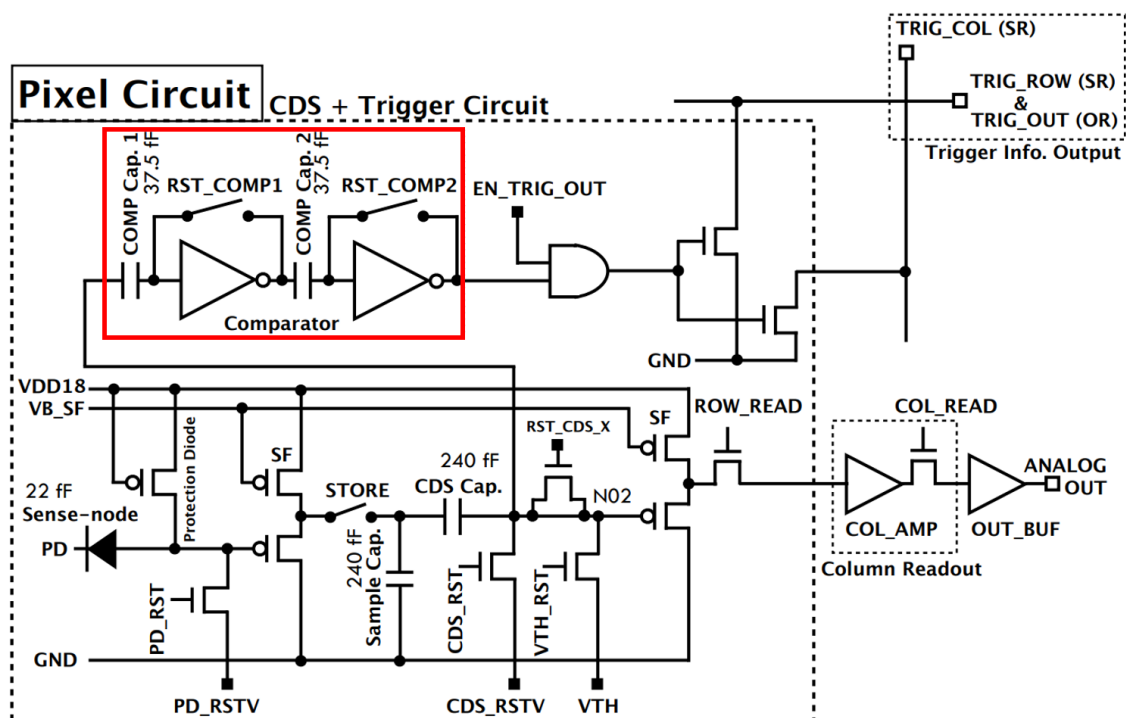 TRIG_COL (SR)
TRIG_ROW (SR)
&
TRIG_OUT (OR)
Trigger Info. Output
Pixel Circuit
CDS + Trigger Circuit
COMP Cap. 1
37.5 fF
RST_COMP1
COMP Cap. 2
37.5 fF
RST_COMP2
EN_TRIG_OUT
Comparator
GND
VDD18
VB_SF
Protection Diode
SF
SF
ROW_READ
COL_READ
RST_CDS_X
240 fF
CDS Cap.
22 fF
Sense-node
STORE
N02
ANALOG
OUT
PD
COL_AMP
OUT_BUF
Column Readout
240 fF
Sample Cap.
PD_RST
CDS_RST
VTH_RST
GND
PD_RSTV
CDS_RSTV
VTH